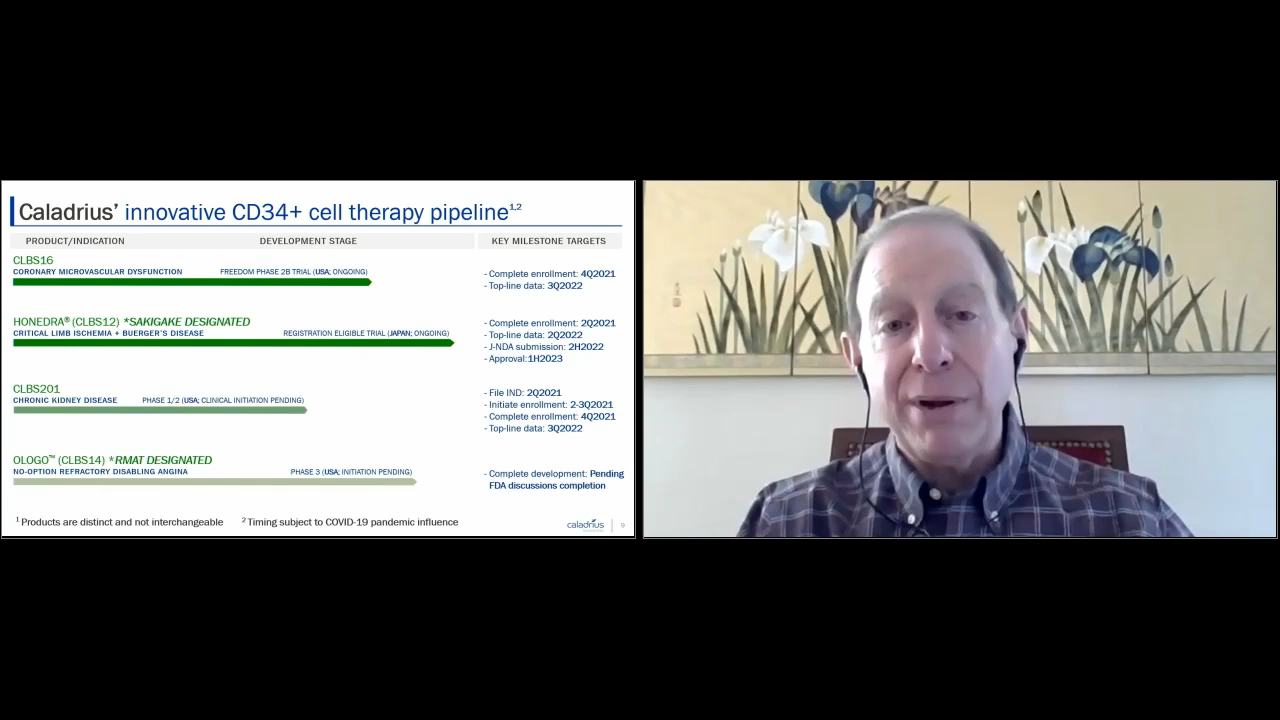 Caladrius' innovative CD34+ cell therapy pipeline1,2
PRODUCT/INDICATION DEVELOPMENT STAGE KEY MILESTONE TARGETS
CLBS16
CORONARY MICROVASCULAR DYSFUNCTION FREEDOM PHASE 2B TRIAL (USA; ONGOING)
- Complete enrollment: 4Q2021
- Top-line data: 3Q2022
HONEDRA® (CLBS12) *SAKIGAKE DESIGNATED
CRITICAL LIMB ISCHEMIA + BUERGER'S DISEASE REGISTRATION ELIGIBLE TRIAL (JAPAN; ONGOING)
- Complete enrollment: 2Q2021
- Top-line data: 2Q2022
- J-NDA submission: 2H2022
- Approval:1H2023
CLBS201
CHRONIC KIDNEY DISEASE PHASE 1/2 (USA; CLINICAL INITIATION PENDING)
- File IND: 2Q2021
- Initiate enrollment: 2-3Q2021
- Complete enrollment: 4Q2021
- Top-line data: 3Q2022
OLOGO™ (CLBS14) *RMAT DESIGNATED
NO-OPTION REFRACTORY DISABLING ANGINA PHASE 3 (USA; INITIATION PENDING)
- Complete development: Pending
FDA discussions completion
1 Products are distinct and not interchangeable 2 Timing subject to COVID-19 pandemic influence
caladrius 9